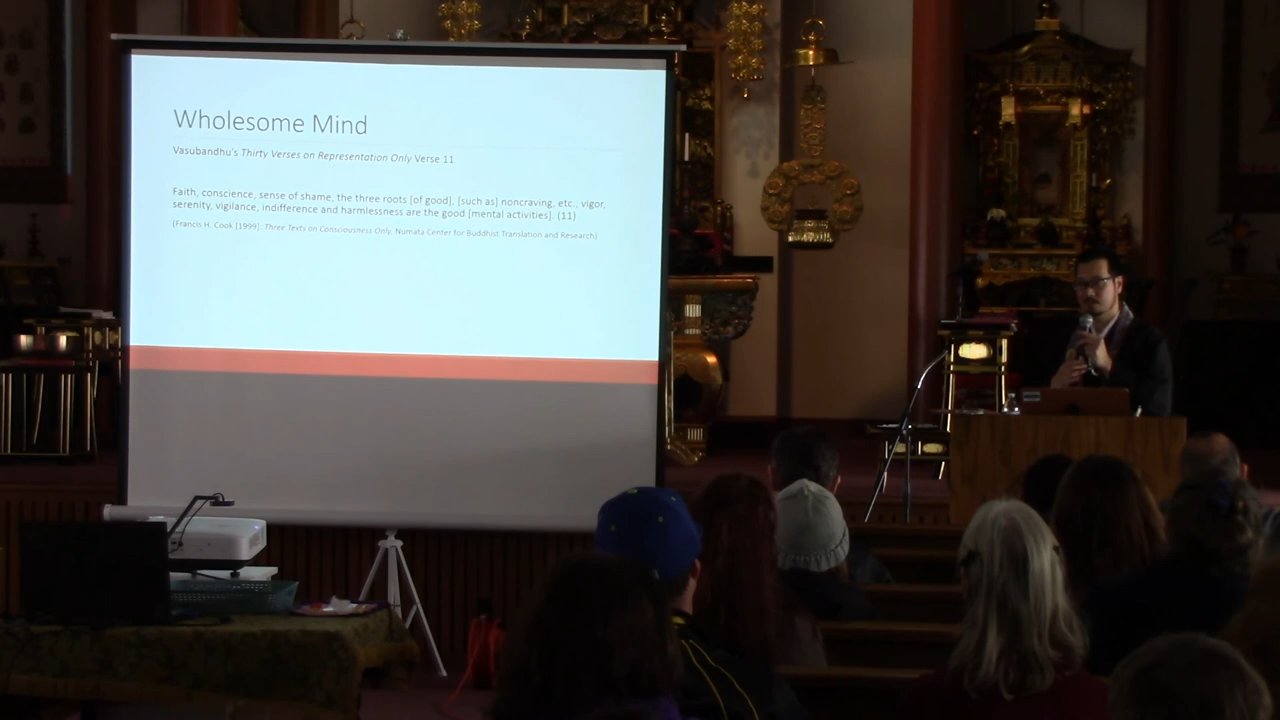 Wholesome Mind
Vasubandhu's Thirty Verses on Representation Only Verse 11
Faith, conscience, sense of shame, the three roots [of good], [such as] noncraving, etc., vigor,
serenity, vigilance, indifference and harmlessness are the good [mental activities]. (11)
(Francis H. Cook [1999]. Three Texts on Consciousness Only, Numata Center for Buddhist Translation and Research)